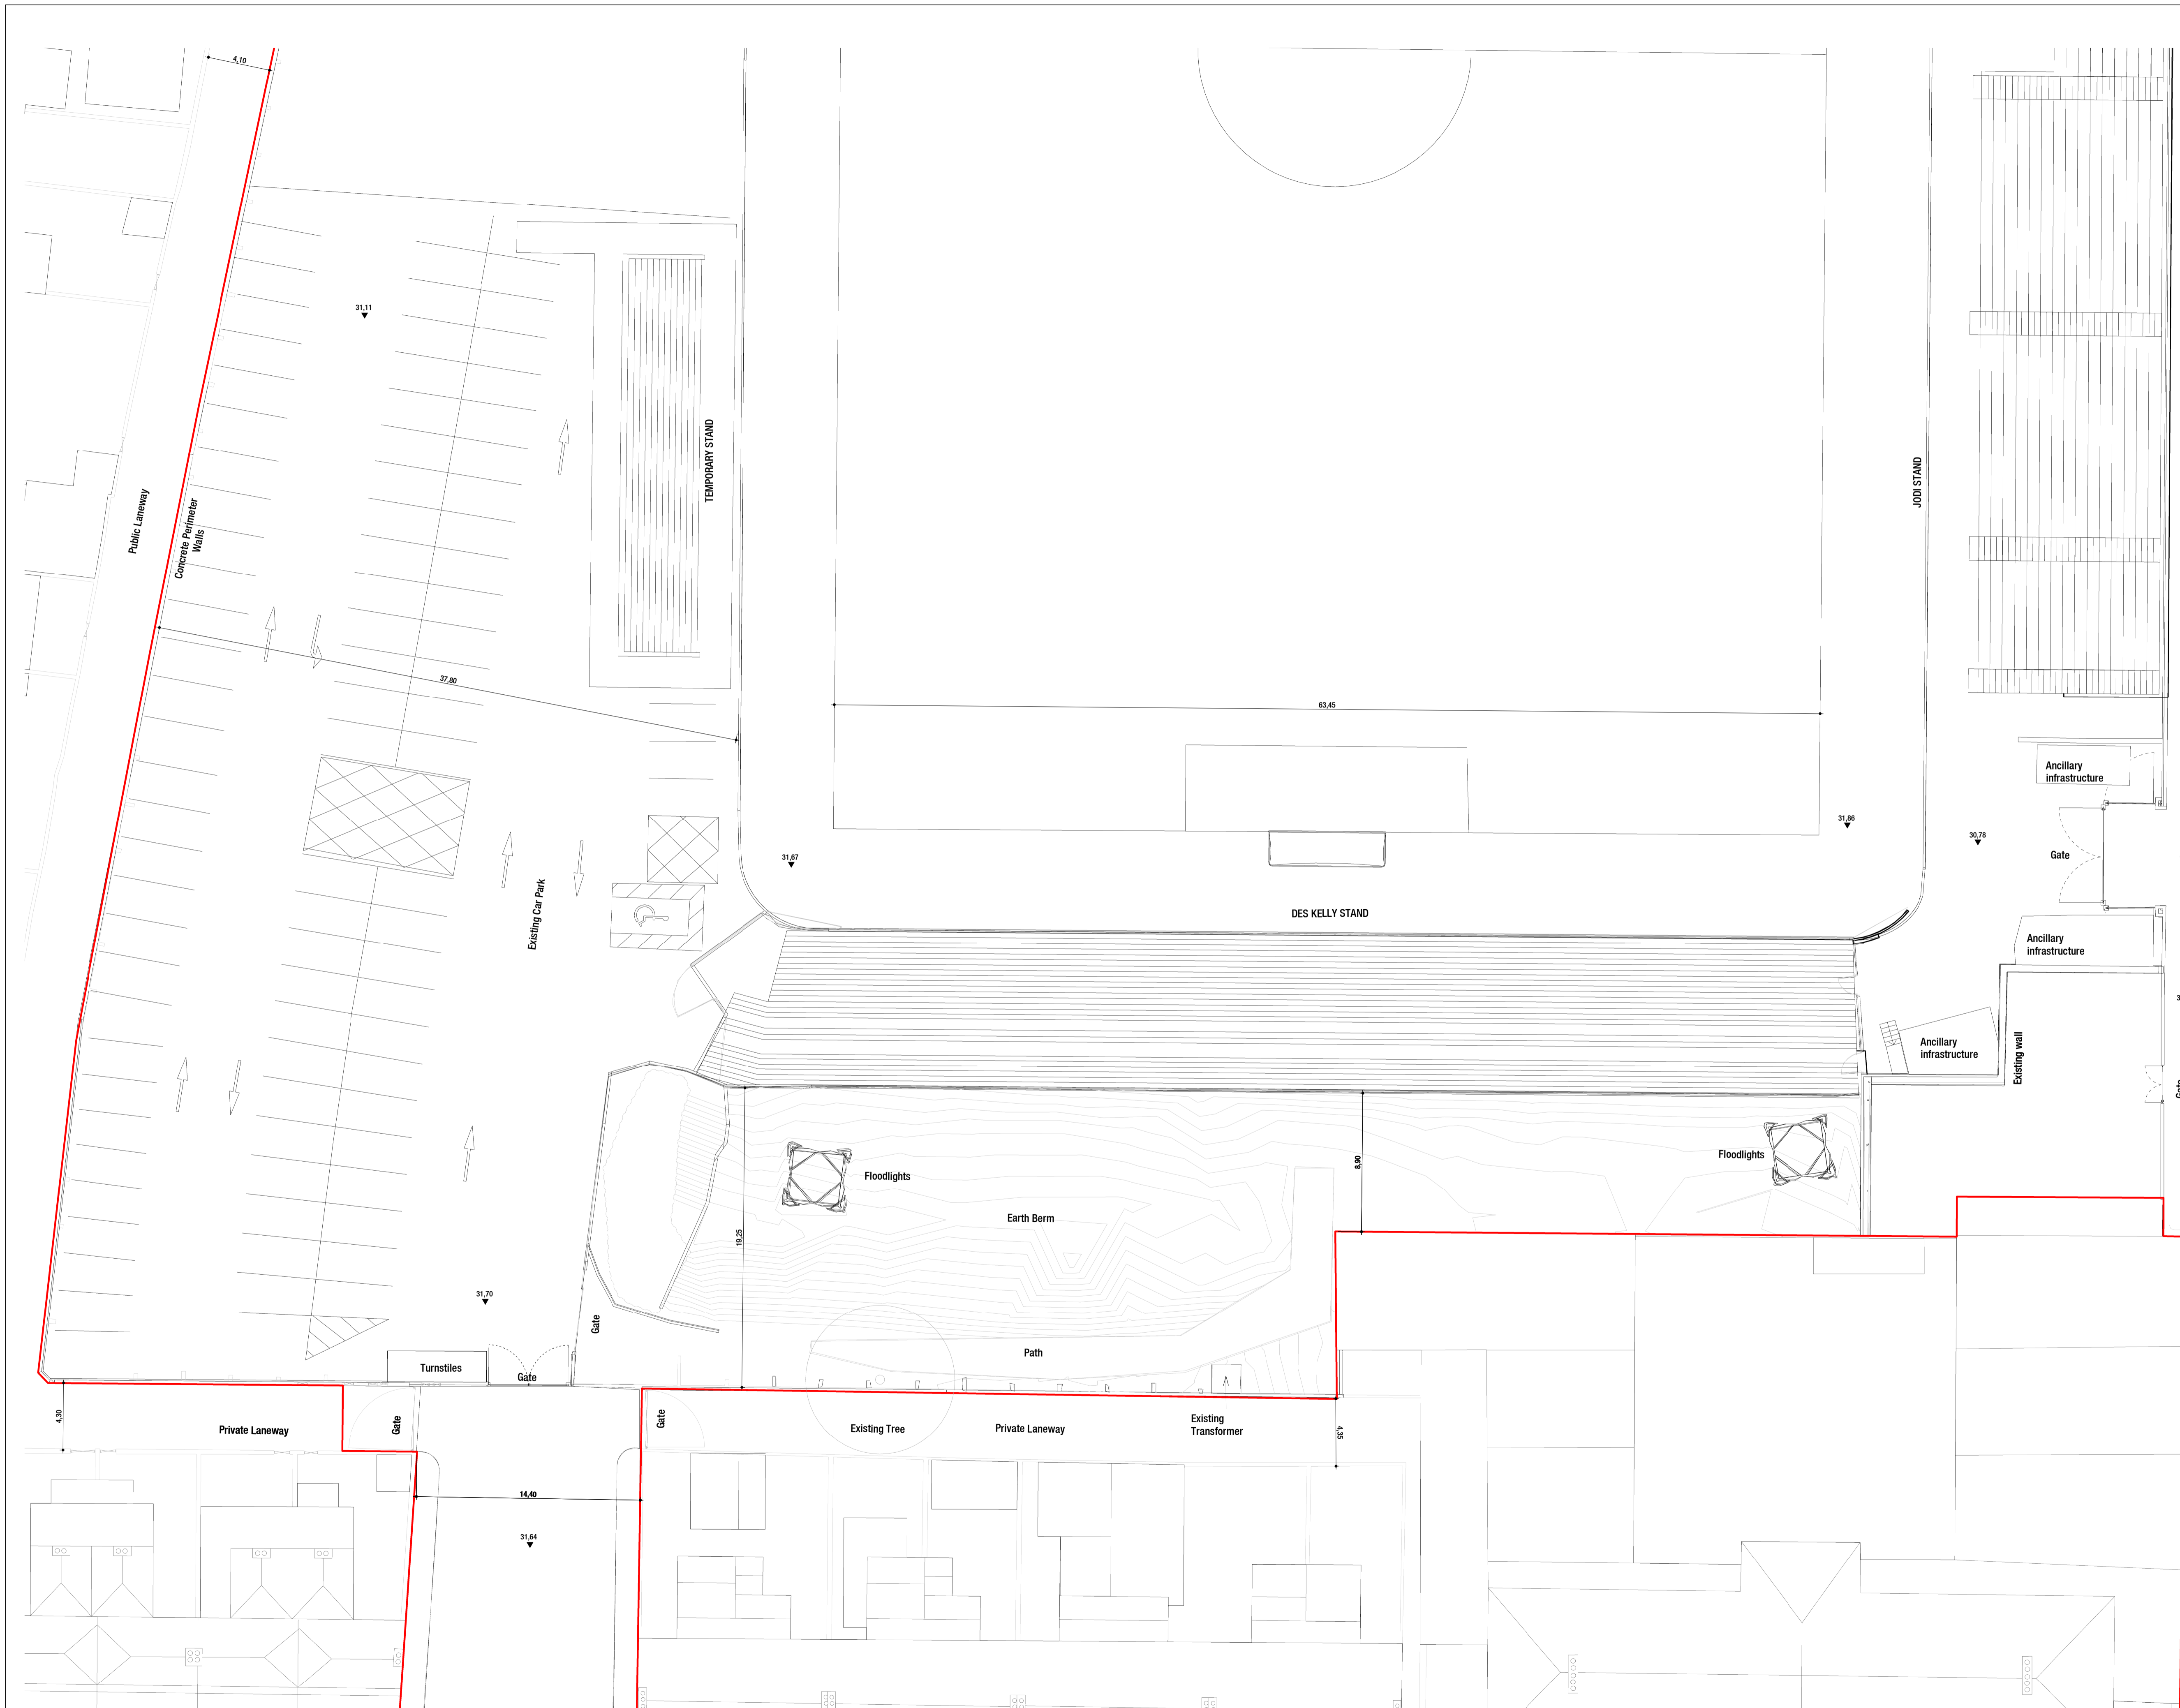 4,10
31,11
TEMPORARY STAND
JODI STAND
Public Laneway
Concrete Perimeter
Walls
37,80
63,45
Ancillary
infrastructure
31,86
30,78
Gate
31,67
Existing Car Park
DES KELLY STAND
Ancillary
infrastructure
Ancillary
infrastructure
Existing wall
Floodlights
8,90
Floodlights
Earth Berm
19,25
31,70
Gate
Path
Turnstiles
Gate
4,30
Private Laneway
Gate
Gate
Existing Tree
Private Laneway
Existing
Transformer
4,35
14,40
31,64